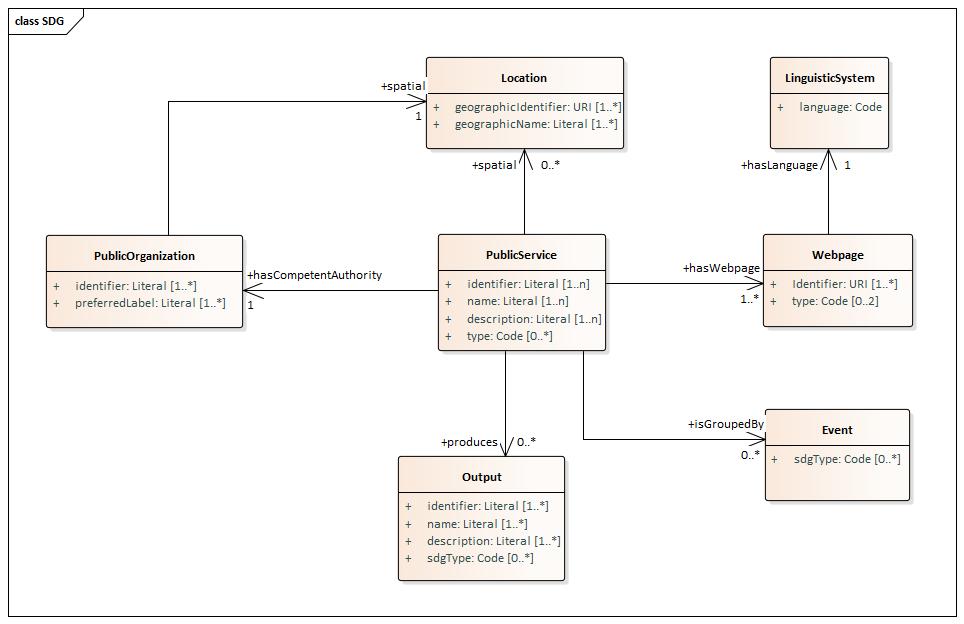 class SDG
Location
+ geographicIdentifier: URI [1..*]
+ geographicName: Literal [1..*]
LinguisticSystem
+ language: Code
+spatial
1
+spatial
0..*
+hasLanguage
1
PublicOrganization
+ identifier: Literal [1..*]
+ preferredLabel: Literal [1..*]
+hasCompetentAuthority
1
PublicService
+ identifier: Literal [1..n]
+ name: Literal [1..n]
+ description: Literal [1..n]
+ type: Code [0..*]
+hasWebpage
1..*
Webpage
+ Identifier: URI [1..*]
+ type: Code [0..2]
+produces
0..*
+isGroupedBy
0..*
Event
+ sdgType: Code [0..*]
Output
+ identifier: Literal [1..*]
+ name: Literal [1..*]
+ description: Literal [1..*]
+ sdgType: Code [0..*]